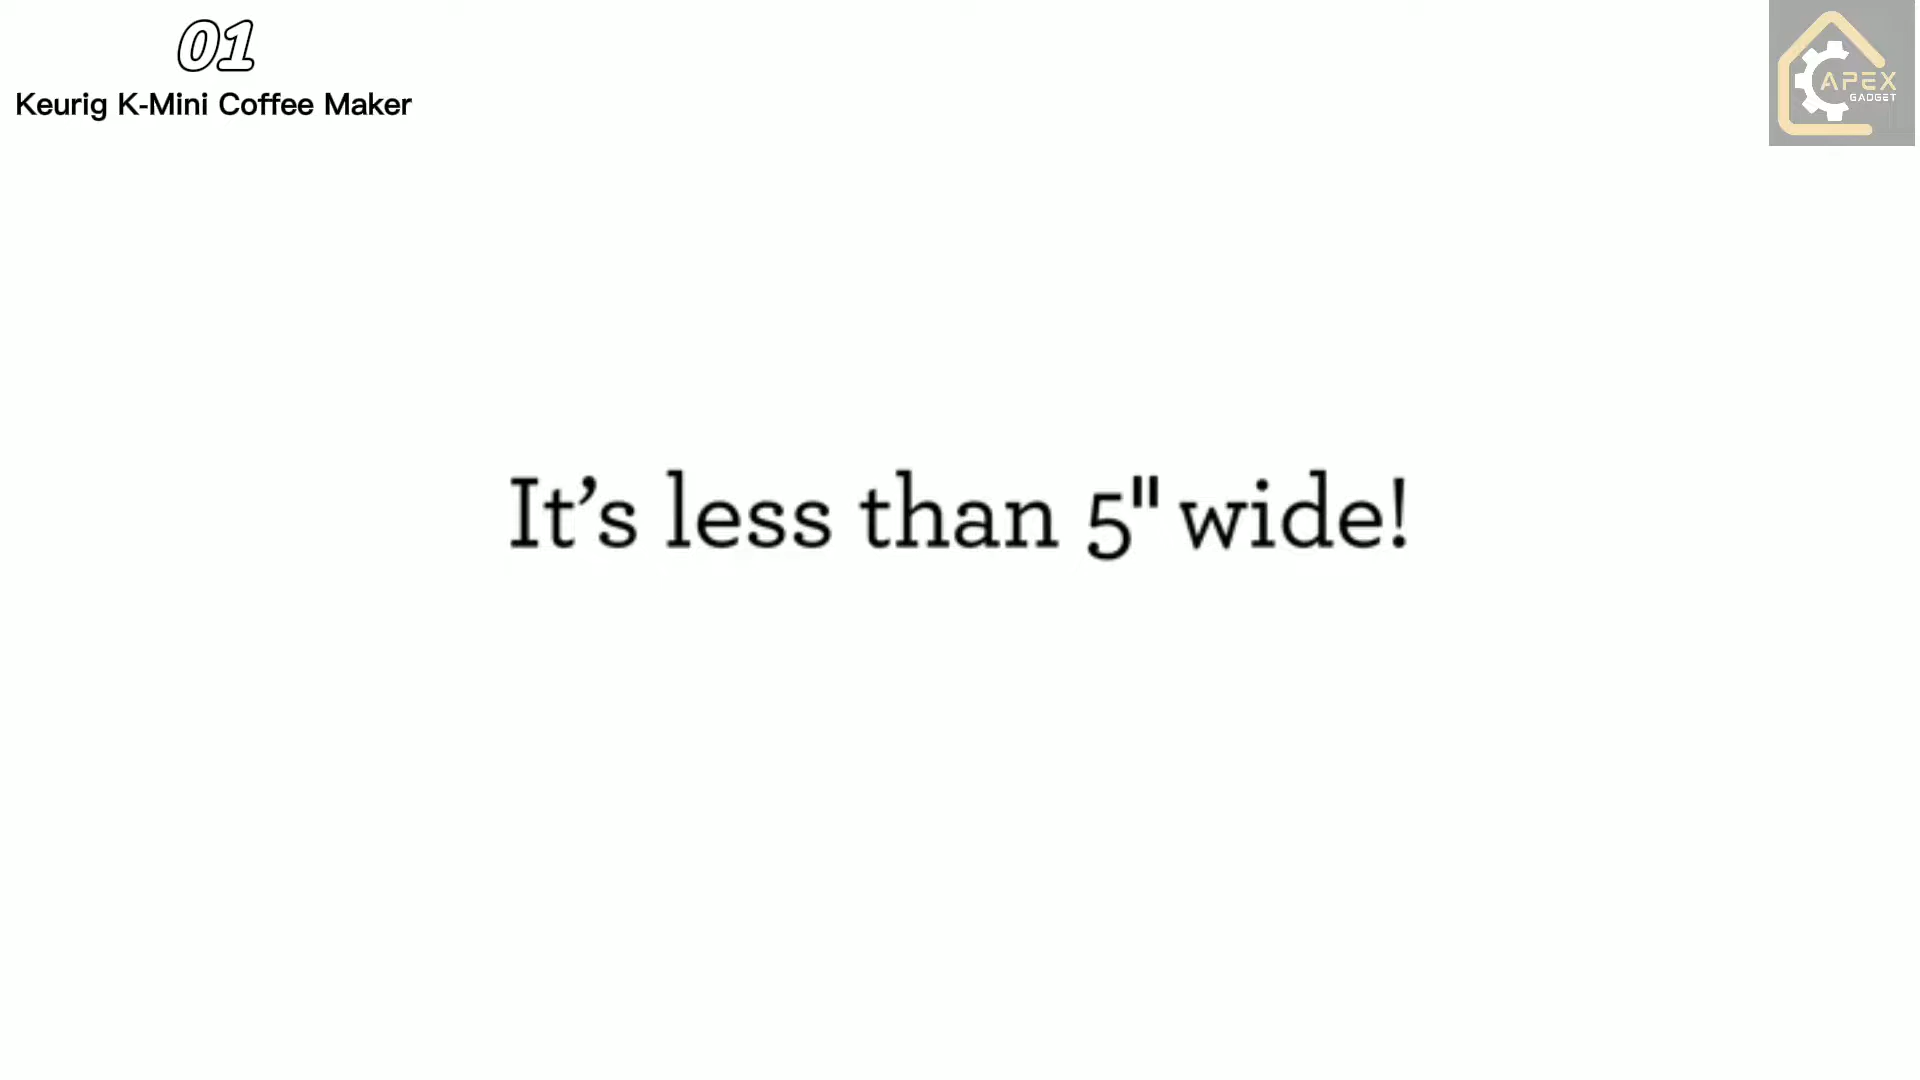 01
Keurig K-Mini Coffee Maker
APEX
GADGET
It’s less than 5" wide!